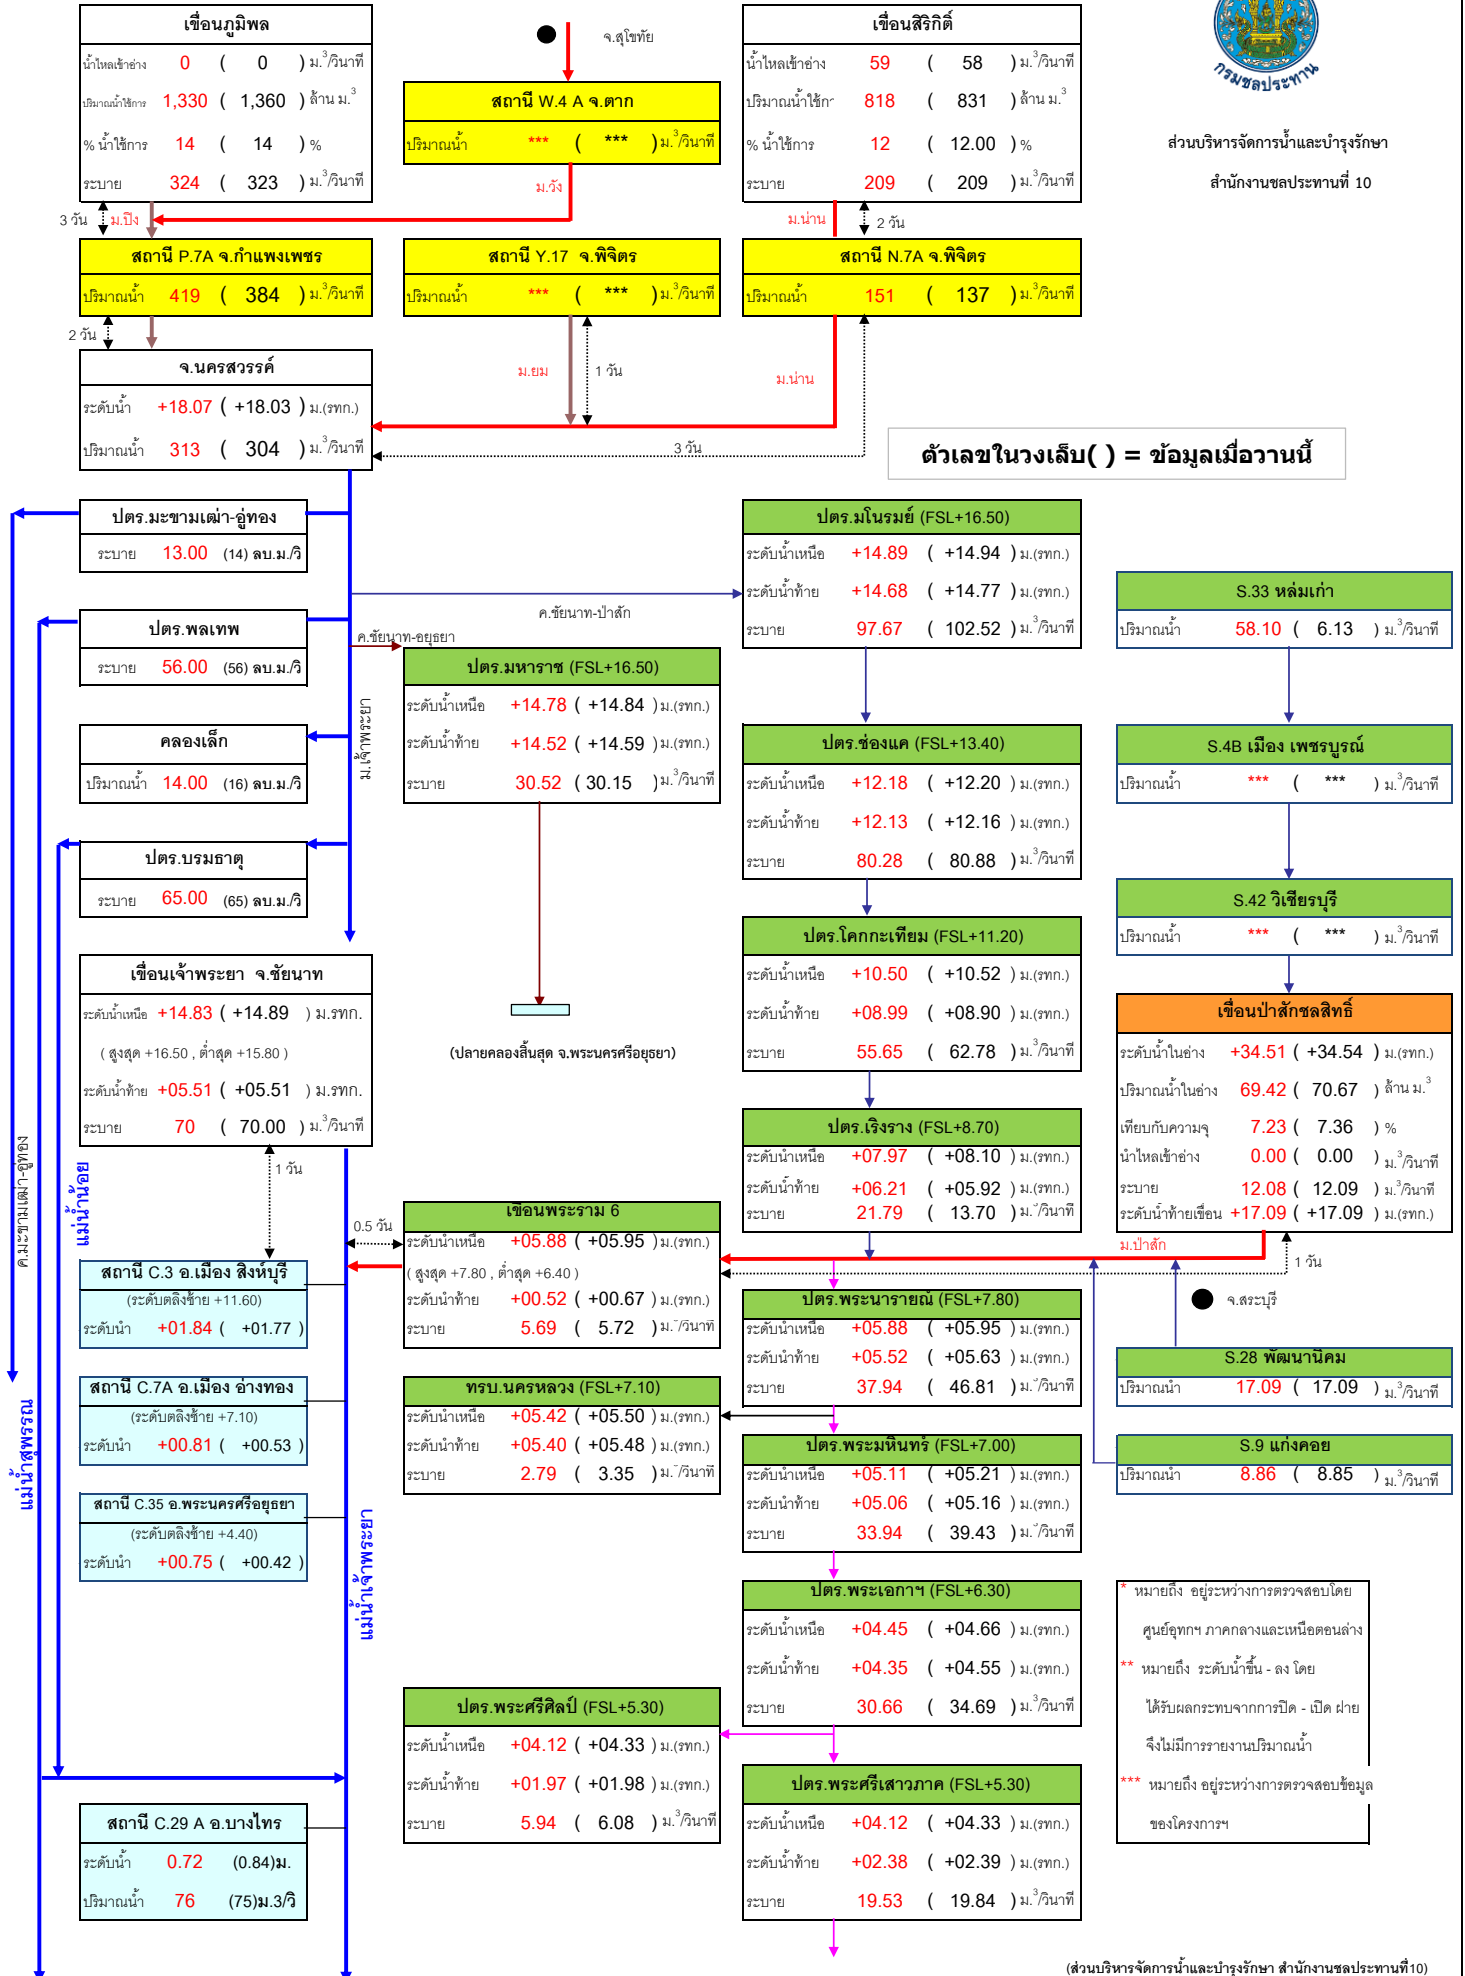 เขื่อนภูมิพล
น้ำไหลเข้าอ่าง 0 ( 0 ) ม.3/วินาที
ปริมาณน้ำใช้การ 1,330 ( 1,360 ) ล้าน ม.3
% น้ำใช้การ 14 ( 14 ) %
ระบาย 324 ( 323 ) ม.3/วินาที
จ.สุโขทัย
สถานี W.4 A จ.ตาก
ปริมาณน้ำ *** ( *** ) ม.3/วินาที
เขื่อนสิริกิติ์
น้ำไหลเข้าอ่าง 59 ( 58 ) ม.3/วินาที
ปริมาณน้ำใช้กา 818 ( 831 ) ล้าน ม.3
% น้ำใช้การ 12 ( 12.00 ) %
ระบาย 209 ( 209 ) ม.3/วินาที
กรมชลประทาน
ส่วนบริหารจัดการน้ำและบำรุงรักษา
สำนักงานชลประทานที่ 10
3 วัน ม.ปิง
ม.วัง
ม.น่าน
2 วัน
สถานี P.7A จ.กำแพงเพชร
ปริมาณน้ำ 419 ( 384 ) ม.3/วินาที
สถานี Y.17 จ.พิจิตร
ปริมาณน้ำ *** ( *** ) ม.3/วินาที
สถานี N.7A จ.พิจิตร
ปริมาณน้ำ 151 ( 137 ) ม.3/วินาที
2 วัน
ม.ยม
1 วัน
ม.น่าน
จ.นครสวรรค์
ระดับน้ำ +18.07 ( +18.03 ) ม.(รทก.)
ปริมาณน้ำ 313 ( 304 ) ม.3/วินาที
3 วัน
ตัวเลขในวงเล็บ( ) = ข้อมูลเมื่อวานนี้
ปตร.มะขามเฒ่า-อู่ทอง
ระบาย 13.00 (14) ลบ.ม./วิ
ปตร.พลเทพ
ระบาย 56.00 (56) ลบ.ม./วิ
คลองเล็ก
ปริมาณน้ำ 14.00 (16) ลบ.ม./วิ
ปตร.บรมธาตุ
ระบาย 65.00 (65) ลบ.ม./วิ
ม.เจ้าพระยา
ค.ชัยนาท-ป่าสัก
ค.ชัยนาท-อยุธยา
ปตร.มหาราช (FSL+16.50)
ระดับน้ำเหนือ +14.78 ( +14.84 ) ม.(รทก.)
ระดับน้ำท้าย +14.52 ( +14.59 ) ม.(รทก.)
ระบาย 30.52 ( 30.15 ) ม.3/วินาที
(ปลายคลองสิ้นสุด จ.พระนครศรีอยุธยา)
ปตร.มโนรมย์ (FSL+16.50)
ระดับน้ำเหนือ +14.89 ( +14.94 ) ม.(รทก.)
ระดับน้ำท้าย +14.68 ( +14.77 ) ม.(รทก.)
ระบาย 97.67 ( 102.52 ) ม.3/วินาที
ปตร.ช่องแค (FSL+13.40)
ระดับน้ำเหนือ +12.18 ( +12.20 ) ม.(รทก.)
ระดับน้ำท้าย +12.13 ( +12.16 ) ม.(รทก.)
ระบาย 80.28 ( 80.88 ) ม.3/วินาที
ปตร.โคกกะเทียม (FSL+11.20)
ระดับน้ำเหนือ +10.50 ( +10.52 ) ม.(รทก.)
ระดับน้ำท้าย +08.99 ( +08.90 ) ม.(รทก.)
ระบาย 55.65 ( 62.78 ) ม.3/วินาที
ปตร.เริงราง (FSL+8.70)
ระดับน้ำเหนือ +07.97 ( +08.10 ) ม.(รทก.)
ระดับน้ำท้าย +06.21 ( +05.92 ) ม.(รทก.)
ระบาย 21.79 ( 13.70 ) ม.3/วินาที
S.33 หล่มเก่า
ปริมาณน้ำ 58.10 ( 6.13 ) ม.3/วินาที
S.4B เมือง เพชรบูรณ์
ปริมาณน้ำ *** ( *** ) ม.3/วินาที
S.42 วิเชียรบุรี
ปริมาณน้ำ *** ( *** ) ม.3/วินาที
เขื่อนป่าสักชลสิทธิ์
ระดับน้ำในอ่าง +34.51 ( +34.54 ) ม.(รทก.)
ปริมาณน้ำในอ่าง 69.42 ( 70.67 ) ล้าน ม.3
เทียบกับความจุ 7.23 ( 7.36 ) %
น้ำไหลเข้าอ่าง 0.00 ( 0.00 ) ม.3/วินาที
ระบาย 12.08 ( 12.09 ) ม.3/วินาที
ระดับน้ำท้ายเขื่อน +17.09 ( +17.09 ) ม.(รทก.)
เขื่อนเจ้าพระยา จ.ชัยนาท
ระดับน้ำเหนือ +14.83 ( +14.89 ) ม.รทก.
( สูงสุด +16.50 , ต่ำสุด +15.80 )
ระดับน้ำท้าย +05.51 ( +05.51 ) ม.รทก.
ระบาย 70 ( 70.00 ) ม.3/วินาที
1 วัน
ค.มะขามเฒ่า-อู่ทอง
แม่น้ำน้อย
แม่น้ำสุพรรณ
แม่น้ำเจ้าพระยา
0.5 วัน
เขื่อนพระราม 6
ระดับน้ำเหนือ +05.88 ( +05.95 ) ม.(รทก.)
( สูงสุด +7.80 , ต่ำสุด +6.40 )
ระดับน้ำท้าย +00.52 ( +00.67 ) ม.(รทก.)
ระบาย 5.69 ( 5.72 ) ม.3/วินาที
ม.ป่าสัก
1 วัน
จ.สระบุรี
สถานี C.3 อ.เมือง สิงห์บุรี
(ระดับตลิ่งซ้าย +11.60)
ระดับน้ำ +01.84 ( +01.77 )
สถานี C.7A อ.เมือง อ่างทอง
(ระดับตลิ่งซ้าย +7.10)
ระดับน้ำ +00.81 ( +00.53 )
สถานี C.35 อ.พระนครศรีอยุธยา
(ระดับตลิ่งซ้าย +4.40)
ระดับน้ำ +00.75 ( +00.42 )
ทรบ.นครหลวง (FSL+7.10)
ระดับน้ำเหนือ +05.42 ( +05.50 ) ม.(รทก.)
ระดับน้ำท้าย +05.40 ( +05.48 ) ม.(รทก.)
ระบาย 2.79 ( 3.35 ) ม.3/วินาที
ปตร.พระนารายณ์ (FSL+7.80)
ระดับน้ำเหนือ +05.88 ( +05.95 ) ม.(รทก.)
ระดับน้ำท้าย +05.52 ( +05.63 ) ม.(รทก.)
ระบาย 37.94 ( 46.81 ) ม.3/วินาที
ปตร.พระมหินทร์ (FSL+7.00)
ระดับน้ำเหนือ +05.11 ( +05.21 ) ม.(รทก.)
ระดับน้ำท้าย +05.06 ( +05.16 ) ม.(รทก.)
ระบาย 33.94 ( 39.43 ) ม.3/วินาที
S.28 พัฒนานิคม
ปริมาณน้ำ 17.09 ( 17.09 ) ม.3/วินาที
S.9 แก่งคอย
ปริมาณน้ำ 8.86 ( 8.85 ) ม.3/วินาที
ปตร.พระเอกาฯ (FSL+6.30)
ระดับน้ำเหนือ +04.45 ( +04.66 ) ม.(รทก.)
ระดับน้ำท้าย +04.35 ( +04.55 ) ม.(รทก.)
ระบาย 30.66 ( 34.69 ) ม.3/วินาที
ปตร.พระศรีศิลป์ (FSL+5.30)
ระดับน้ำเหนือ +04.12 ( +04.33 ) ม.(รทก.)
ระดับน้ำท้าย +01.97 ( +01.98 ) ม.(รทก.)
ระบาย 5.94 ( 6.08 ) ม.3/วินาที
ปตร.พระศรีเสาวภาค (FSL+5.30)
ระดับน้ำเหนือ +04.12 ( +04.33 ) ม.(รทก.)
ระดับน้ำท้าย +02.38 ( +02.39 ) ม.(รทก.)
ระบาย 19.53 ( 19.84 ) ม.3/วินาที
* หมายถึง อยู่ระหว่างการตรวจสอบโดย
ศูนย์อุทกฯ ภาคกลางและเหนือตอนล่าง
** หมายถึง ระดับน้ำขึ้น - ลง โดย
ได้รับผลกระทบจากการปิด - เปิด ฝาย
จึงไม่มีการรายงานปริมาณน้ำ
*** หมายถึง อยู่ระหว่างการตรวจสอบข้อมูล
ของโครงการฯ
สถานี C.29 A อ.บางไทร
ระดับน้ำ 0.72 (0.84)ม.
ปริมาณน้ำ 76 (75)ม.3/วิ
(ส่วนบริหารจัดการน้ำและบำรุงรักษา สำนักงานชลประทานที่10)